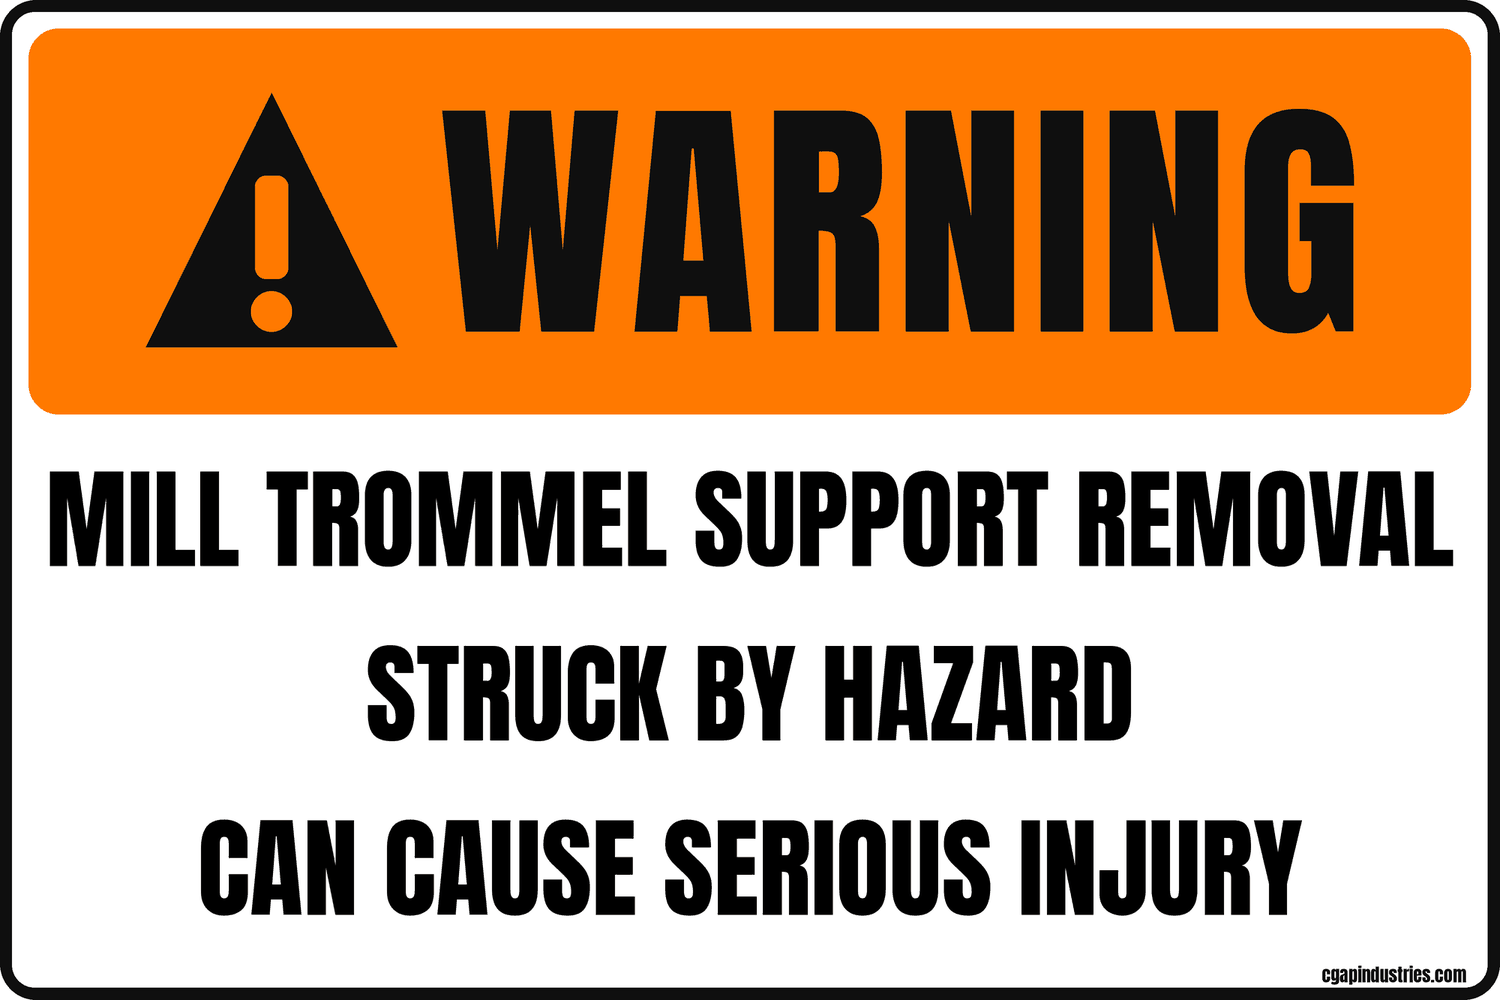 WARNING
MILL TROMMEL SUPPORT REMOVAL
STRUCK BY HAZARD
CAN CAUSE SERIOUS INJURY
cgapindustries.com